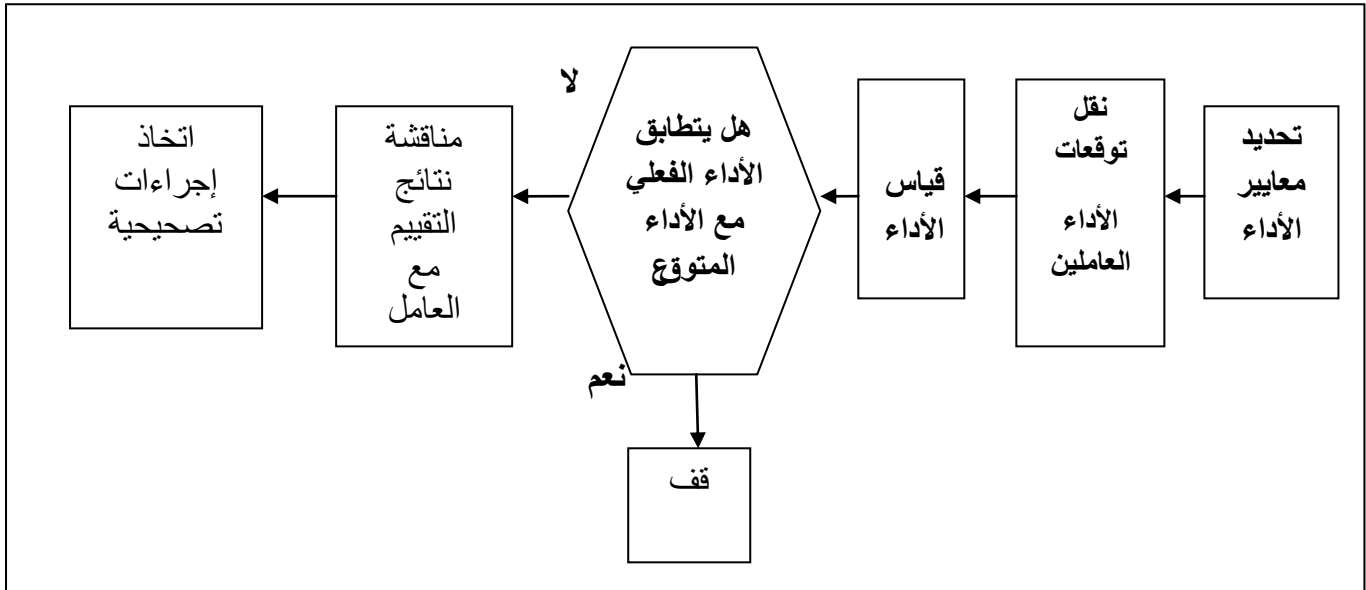 تحديد
معايير
الأداء
نقل
توقعات
الأداء
العاملين
قياس
الأداء
هل يتطابق
الأداء الفعلي
مع الأداء
المتوقع
لا
نعم
قف
مناقشة
نتائج
التقييم
مع
العامل
اتخاذ
إجراءات
تصحيحية